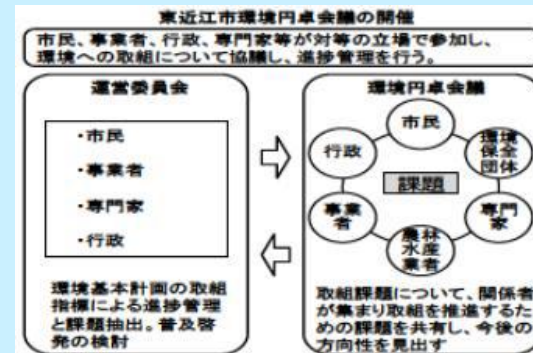 東近江市環境円卓会議の開催
市民、事業者、行政、専門家等が対等の立場で参加し、
環境への取組について協議し、進捗管理を行う。
運営委員会
・市民
・事業者
・専門家
・行政
環境基本計画の取組
指標による進捗管理
と課題抽出。普及啓
発の検討
環境円卓会議
市民
環境
保全
団体
専門
家
農林
水産
業者
事業
者
行政
課題
取組課題について、関係者
が集まり取組を推進するた
めの課題を共有し、今後の
方向性を見出す